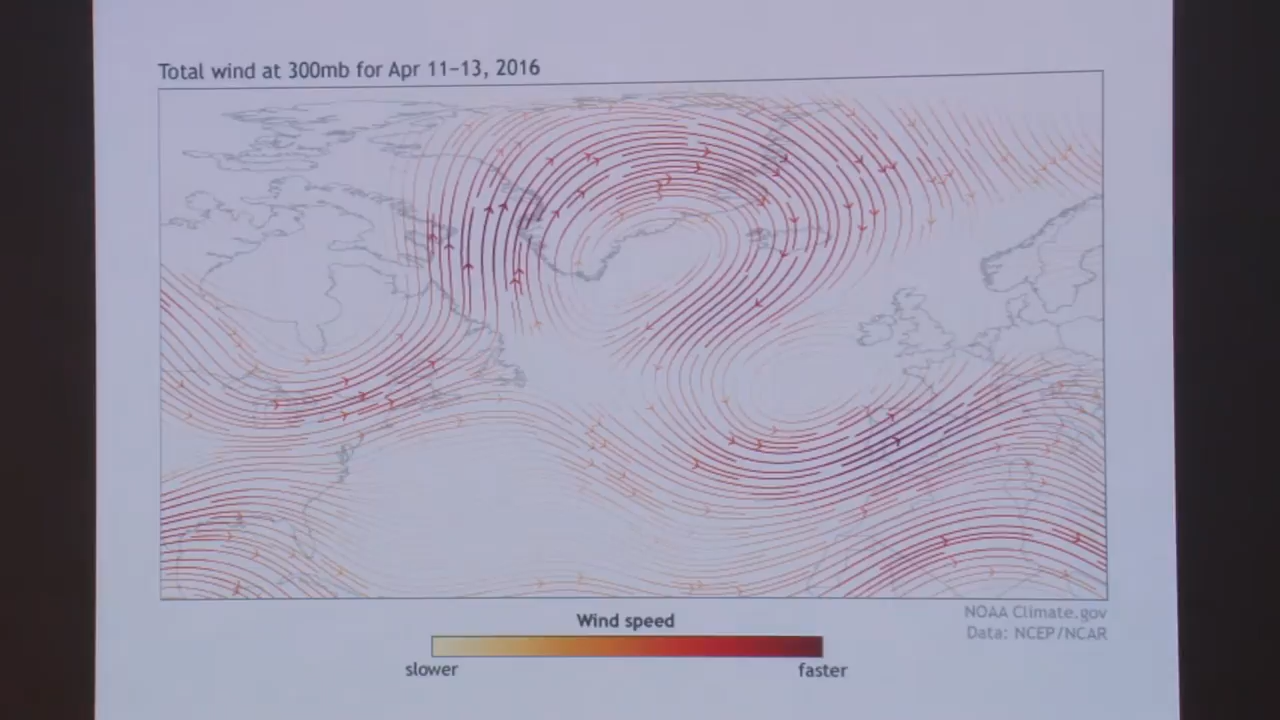 Total wind at 300mb for Apr 11–13, 2016
Wind speed
slower
faster
NOAA Climate.gov
Data: NCEP/NCAR